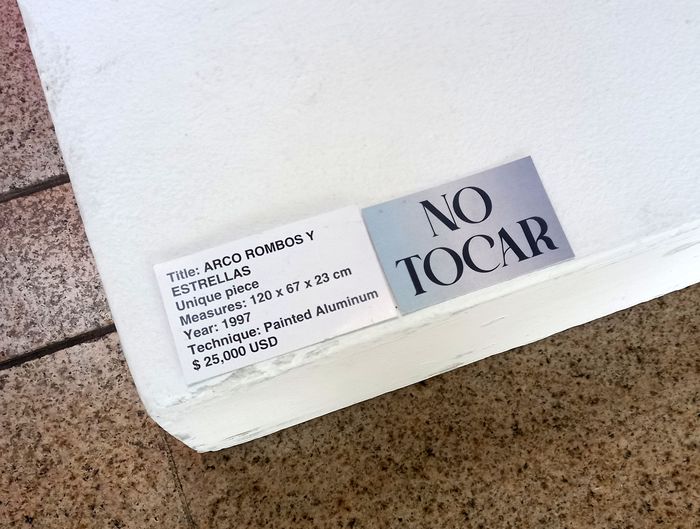 Title: ARCO ROMBOS Y
ESTRELLAS
Unique piece
Measures: 120 x 67 x 23 cm
Year: 1997
Technique: Painted Aluminum
$ 25,000 USD
NO
TOCAR